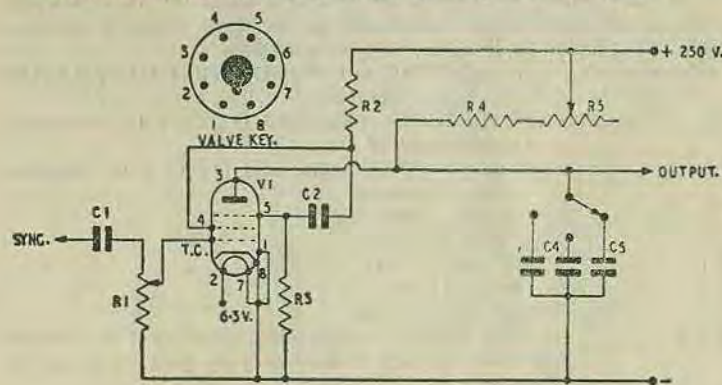 4 5
3 6
2 7
1 8
VALVE KEY.
+ 250 V.
R2
R4 R5
OUTPUT.
3 V1
C2
5
4
C1
SYNC.
T.C.
1
8
2 7
R1
6·3V.
R3
C4 C5
−